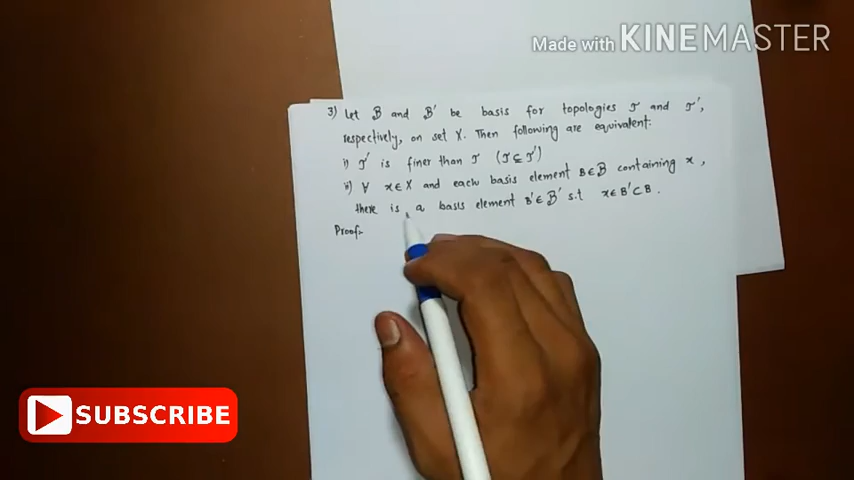 Made with KINEMASTER
3) Let B and B' be basis for topologies T and T',
respectively, on set X. Then following are equivalent:
i) T' is finer than T (T ⊆ T')
ii) ∀ x ∈ X and each basis element B ∈ B containing x,
there is a basis element B' ∈ B' s.t x ∈ B' ⊂ B.
Proof:-
SUBSCRIBE